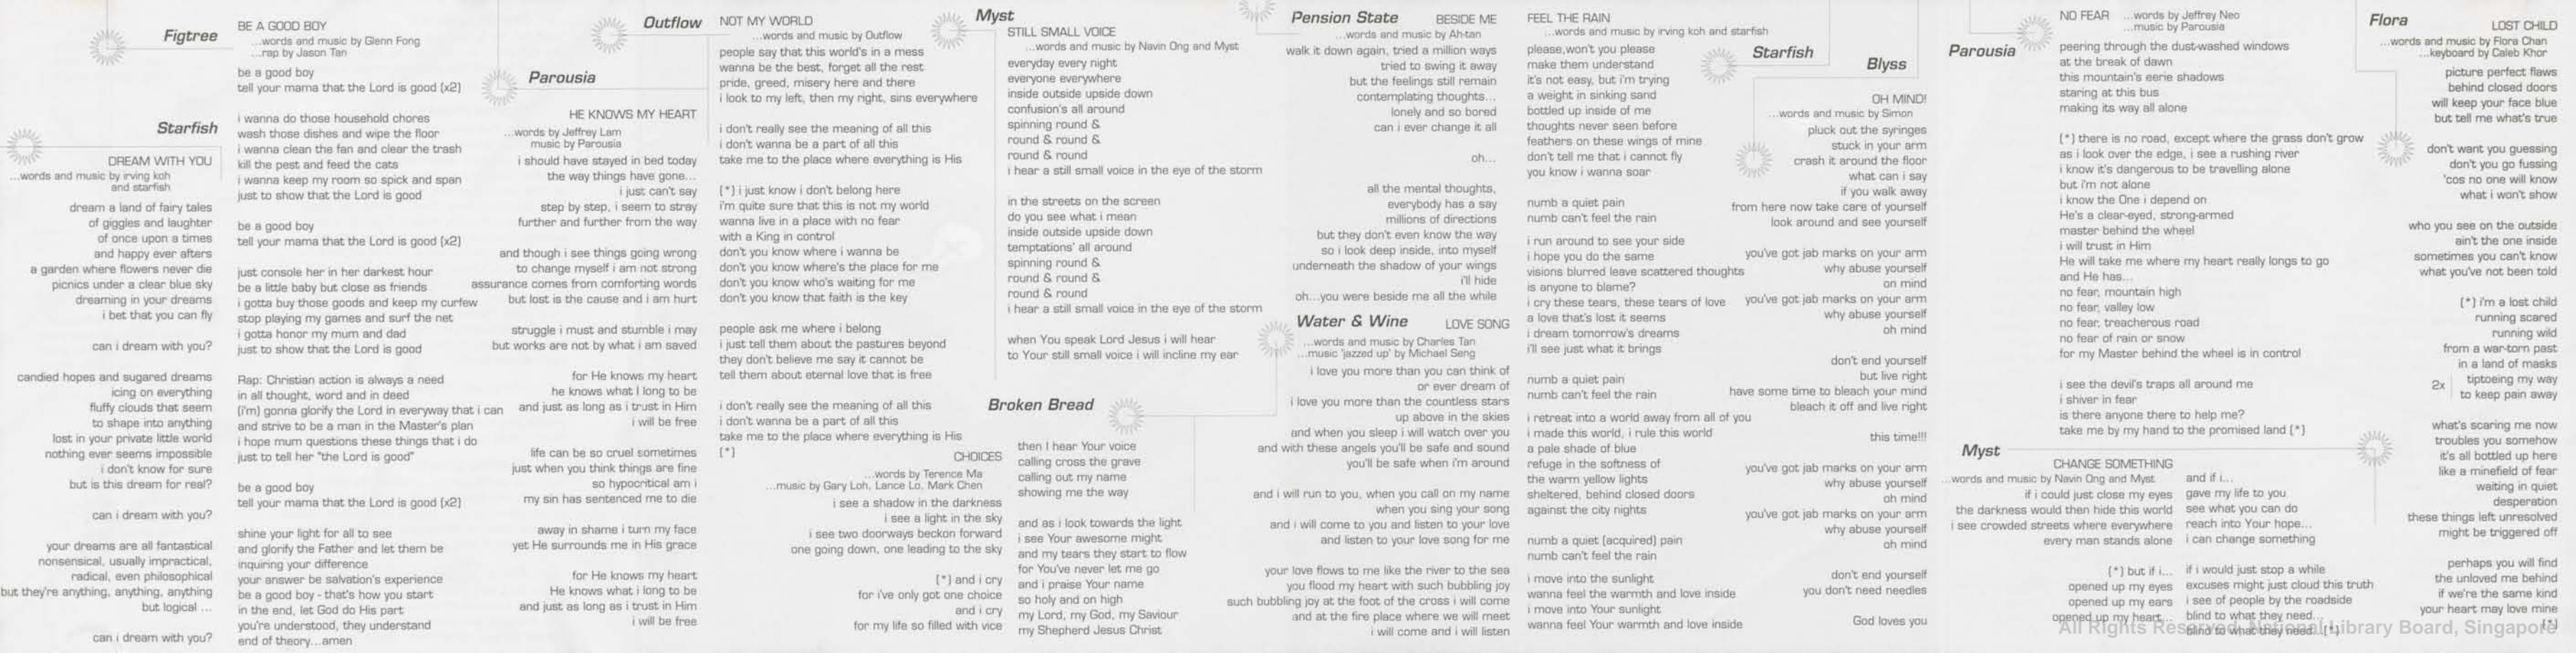 Starfish
DREAM WITH YOU
...words and music by irving koh
and starfish
dream a land of fairy tales
of giggles and laughter
of once upon a times
and happy ever afters
a garden where flowers never die
picnics under a clear blue sky
dreaming in your dreams
i bet that you can fly
can i dream with you?
candied hopes and sugared dreams
icing on everything
fluffy clouds that seem
to shape into anything
lost in your private little world
nothing ever seems impossible
i don't know for sure
but is this dream for real?
can i dream with you?
your dreams are all fantastical
nonsensical, usually impractical,
radical, even philosophical
but they're anything, anything, anything
but logical ...
can i dream with you?
Figtree
BE A GOOD BOY
...words and music by Glenn Fong
...rap by Jason Tan
be a good boy
tell your mama that the Lord is good (x2)
i wanna do those household chores
wash those dishes and wipe the floor
i wanna clean the fan and clear the trash
kill the pest and feed the cats
i wanna keep my room so spick and span
just to show that the Lord is good
be a good boy
tell your mama that the Lord is good (x2)
just console her in her darkest hour
be a little baby but close as friends
i gotta buy those goods and keep my curfew
stop playing my games and surf the net
i gotta honor my mum and dad
just to show that the Lord is good
Rap: Christian action is always a need
in all thought, word and in deed
(i'm) gonna glorify the Lord in everyway that i can
and strive to be a man in the Master's plan
i hope mum questions these things that i do
just to tell her "the Lord is good"
be a good boy
tell your mama that the Lord is good (x2)
shine your light for all to see
and glorify the Father and let them be
inquiring your difference
your answer be salvation's experience
be a good boy - that's how you start
in the end, let God do His part
you're understood, they understand
end of theory...amen
Parousia
HE KNOWS MY HEART
...words by Jeffrey Lam
music by Parousia
i should have stayed in bed today
the way things have gone...
i just can't say
step by step, i seem to stray
further and further from the way
and though i see things going wrong
to change myself i am not strong
assurance comes from comforting words
but lost is the cause and i am hurt
struggle i must and stumble i may
but works are not by what i am saved
for He knows my heart
he knows what I long to be
and just as long as i trust in Him
i will be free
life can be so cruel sometimes
just when you think things are fine
so hypocritical am i
my sin has sentenced me to die
away in shame i turn my face
yet He surrounds me in His grace
for He knows my heart
He knows what i long to be
and just as long as i trust in Him
i will be free
Outflow
NOT MY WORLD
...words and music by Outflow
people say that this world's in a mess
wanna be the best, forget all the rest
pride, greed, misery here and there
i look to my left, then my right, sins everywhere
i don't really see the meaning of all this
i don't wanna be a part of all this
take me to the place where everything is His
(*) i just know i don't belong here
i'm quite sure that this is not my world
wanna live in a place with no fear
with a King in control
don't you know where i wanna be
don't you know where's the place for me
don't you know who's waiting for me
don't you know that faith is the key
people ask me where i belong
i just tell them about the pastures beyond
they don't believe me say it cannot be
tell them about eternal love that is free
i don't really see the meaning of all this
i don't wanna be a part of all this
take me to the place where everything is His
(*)
Myst
STILL SMALL VOICE
...words and music by Navin Ong and Myst
everyday every night
everyone everywhere
inside outside upside down
confusion's all around
spinning round &
round & round &
round & round
i hear a still small voice in the eye of the storm
in the streets on the screen
do you see what i mean
inside outside upside down
temptations' all around
spinning round &
round & round &
round & round
i hear a still small voice in the eye of the storm
when You speak Lord Jesus i will hear
to Your still small voice i will incline my ear
Broken Bread
CHOICES
...words by Terence Ma
...music by Gary Loh, Lance Lo, Mark Chen
i see a shadow in the darkness
i see a light in the sky
i see two doorways beckon forward
one going down, one leading to the sky
(*) and i cry
for i've only got one choice
and i cry
for my life so filled with vice
then I hear Your voice
calling cross the grave
calling out my name
showing me the way
and as i look towards the light
i see Your awesome might
and my tears they start to flow
for You've never let me go
and i praise Your name
so holy and on high
my Lord, my God, my Saviour
my Shepherd Jesus Christ
Pension State
BESIDE ME
...words and music by Ah-tan
walk it down again, tried a million ways
tried to swing it away
but the feelings still remain
contemplating thoughts...
lonely and so bored
can i ever change it all
oh...
all the mental thoughts,
everybody has a say
millions of directions
but they don't even know the way
so i look deep inside, into myself
underneath the shadow of your wings
i'll hide
oh...you were beside me all the while
Water & Wine
LOVE SONG
...words and music by Charles Tan
...music 'jazzed up' by Michael Seng
i love you more than you can think of
or ever dream of
i love you more than the countless stars
up above in the skies
and when you sleep i will watch over you
and with these angels you'll be safe and sound
you'll be safe when i'm around
and i will run to you, when you call on my name
when you sing your song
and i will come to you and listen to your love
and listen to your love song for me
your love flows to me like the river to the sea
you flood my heart with such bubbling joy
such bubbling joy at the foot of the cross i will come
and at the fire place where we will meet
i will come and i will listen
Starfish
FEEL THE RAIN
...words and music by irving koh and starfish
please,won't you please
make them understand
it's not easy, but i'm trying
a weight in sinking sand
bottled up inside of me
thoughts never seen before
feathers on these wings of mine
don't tell me that i cannot fly
you know i wanna soar
numb a quiet pain
numb can't feel the rain
i run around to see your side
i hope you do the same
visions blurred leave scattered thoughts
is anyone to blame?
i cry these tears, these tears of love
a love that's lost it seems
i dream tomorrow's dreams
i'll see just what it brings
numb a quiet pain
numb can't feel the rain
i retreat into a world away from all of you
i made this world, i rule this world
a pale shade of blue
refuge in the softness of
the warm yellow lights
sheltered, behind closed doors
against the city nights
numb a quiet (acquired) pain
numb can't feel the rain
i move into the sunlight
wanna feel the warmth and love inside
i move into Your sunlight
wanna feel Your warmth and love inside
Blyss
OH MIND!
...words and music by Simon
pluck out the syringes
stuck in your arm
crash it around the floor
what can i say
if you walk away
from here now take care of yourself
look around and see yourself
you've got jab marks on your arm
why abuse yourself
on mind
you've got jab marks on your arm
why abuse yourself
oh mind
don't end yourself
but live right
have some time to bleach your mind
bleach it off and live right
this time!!!
you've got jab marks on your arm
why abuse yourself
oh mind
you've got jab marks on your arm
why abuse yourself
oh mind
don't end yourself
you don't need needles
God loves you
Parousia
NO FEAR ...words by Jeffrey Neo
...music by Parousia
peering through the dust-washed windows
at the break of dawn
this mountain's eerie shadows
staring at this bus
making its way all alone
(*) there is no road, except where the grass don't grow
as i look over the edge, i see a rushing river
i know it's dangerous to be travelling alone
but i'm not alone
i know the One i depend on
He's a clear-eyed, strong-armed
master behind the wheel
i will trust in Him
He will take me where my heart really longs to go
and He has...
no fear, mountain high
no fear, valley low
no fear, treacherous road
no fear of rain or snow
for my Master behind the wheel is in control
i see the devil's traps all around me
i shiver in fear
is there anyone there to help me?
take me by my hand to the promised land (*)
Myst
CHANGE SOMETHING
...words and music by Navin Ong and Myst
if i could just close my eyes
the darkness would then hide this world
i see crowded streets where everywhere
every man stands alone
(*) but if i...
opened up my eyes
opened up my ears
opened up my heart...
and if i...
gave my life to you
see what you can do
reach into Your hope...
i can change something
if i would just stop a while
excuses might just cloud this truth
i see of people by the roadside
blind to what they need...
blind to what they need...(*)
Flora
LOST CHILD
...words and music by Flora Chan
...keyboard by Caleb Khor
picture perfect flaws
behind closed doors
will keep your face blue
but tell me what's true
don't want you guessing
don't you go fussing
'cos no one will know
what i won't show
who you see on the outside
ain't the one inside
sometimes you can't know
what you've not been told
(*) i'm a lost child
running scared
running wild
from a war-torn past
in a land of masks
2x
tiptoeing my way
to keep pain away
what's scaring me now
troubles you somehow
it's all bottled up here
like a minefield of fear
waiting in quiet
desperation
these things left unresolved
might be triggered off
perhaps you will find
the unloved me behind
if we're the same kind
your heart may love mine
(*)
All Rights Reserved, National Library Board, Singapore